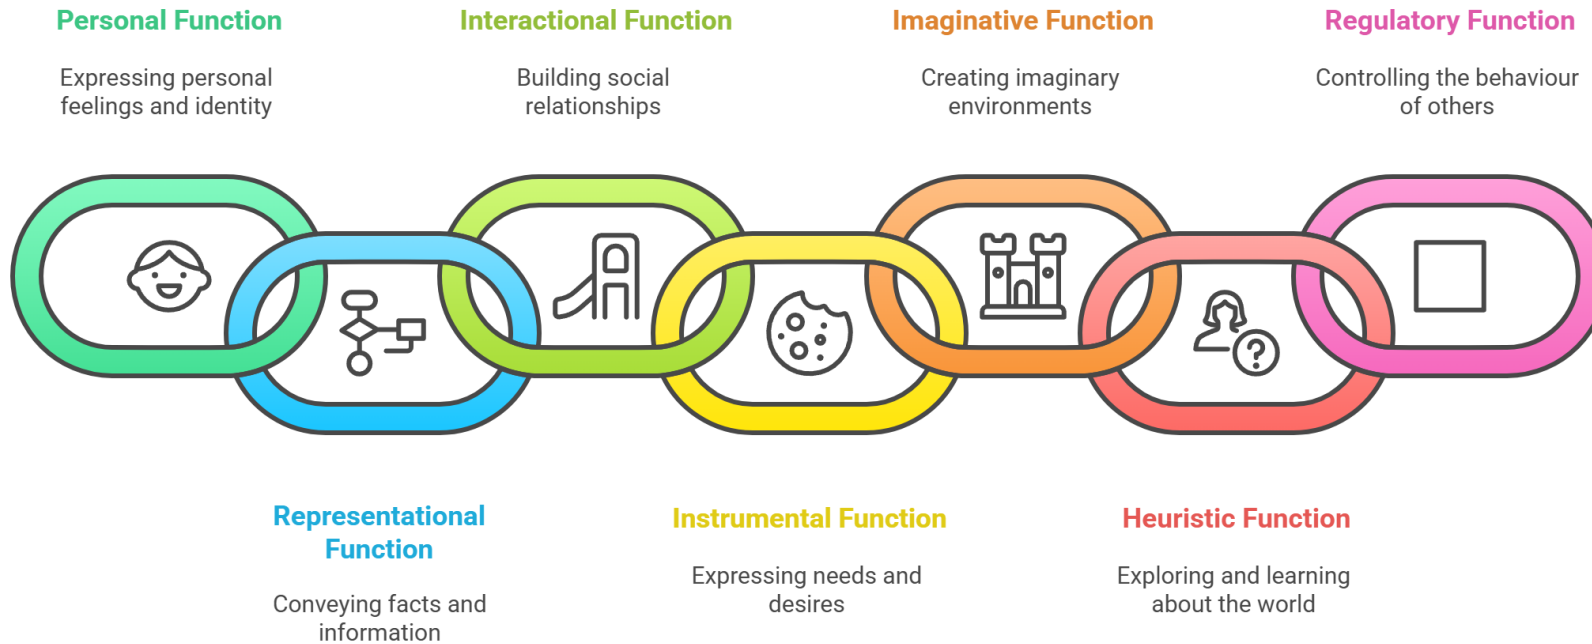 Personal Function
Expressing personal
feelings and identity
Interactional Function
Building social
relationships
Imaginative Function
Creating imaginary
environments
Regulatory Function
Controlling the behaviour
of others
?
Representational
Function
Conveying facts and
information
Instrumental Function
Expressing needs and
desires
Heuristic Function
Exploring and learning
about the world